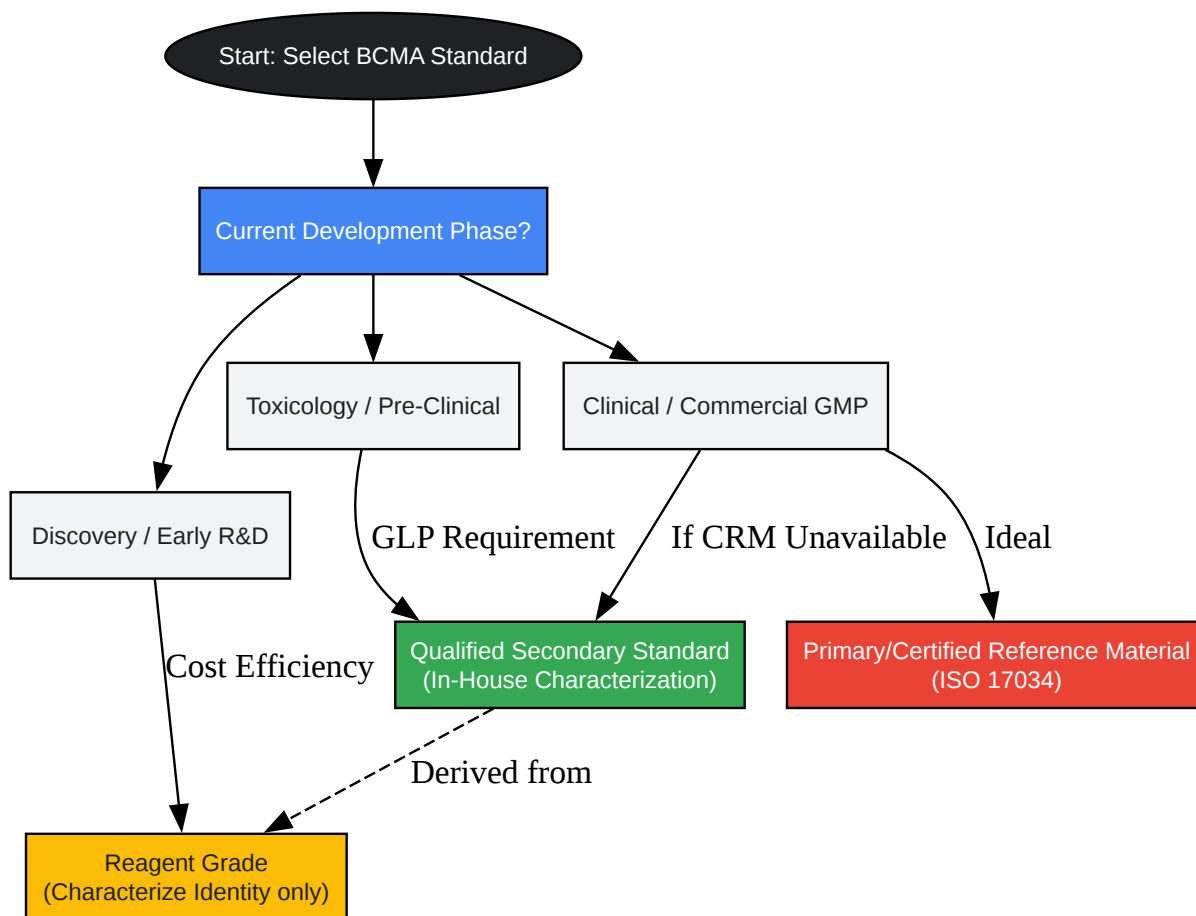 Start: Select BCMA Standard
Current Development Phase?
Toxicology / Pre-Clinical
Clinical / Commercial GMP
Discovery / Early R&D
GLP Requirement
If CRM Unavailable
Ideal
Cost Efficiency
Qualified Secondary Standard
(In-House Characterization)
Primary/Certified Reference Material
(ISO 17034)
Derived from
Reagent Grade
(Characterize Identity only)